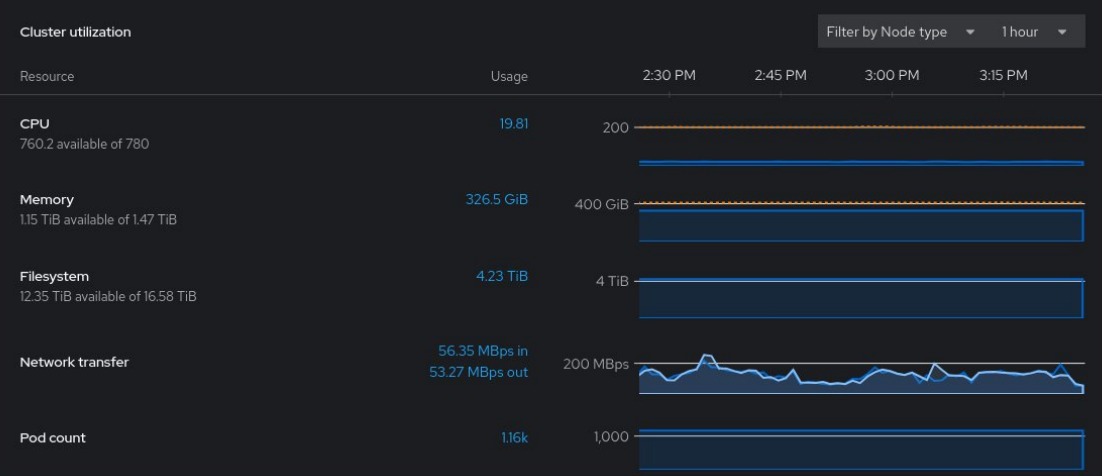 Cluster utilization
Filter by Node type 1 hour
Resource Usage 2:30 PM 2:45 PM 3:00 PM 3:15 PM
CPU 19.81 200
760.2 available of 780
Memory 326.5 GiB 400 GiB
1.15 TiB available of 1.47 TiB
Filesystem 4.23 TiB 4 TiB
12.35 TiB available of 16.58 TiB
56.35 MBps in
Network transfer 200 MBps
53.27 MBps out
Pod count 1.16k 1,000